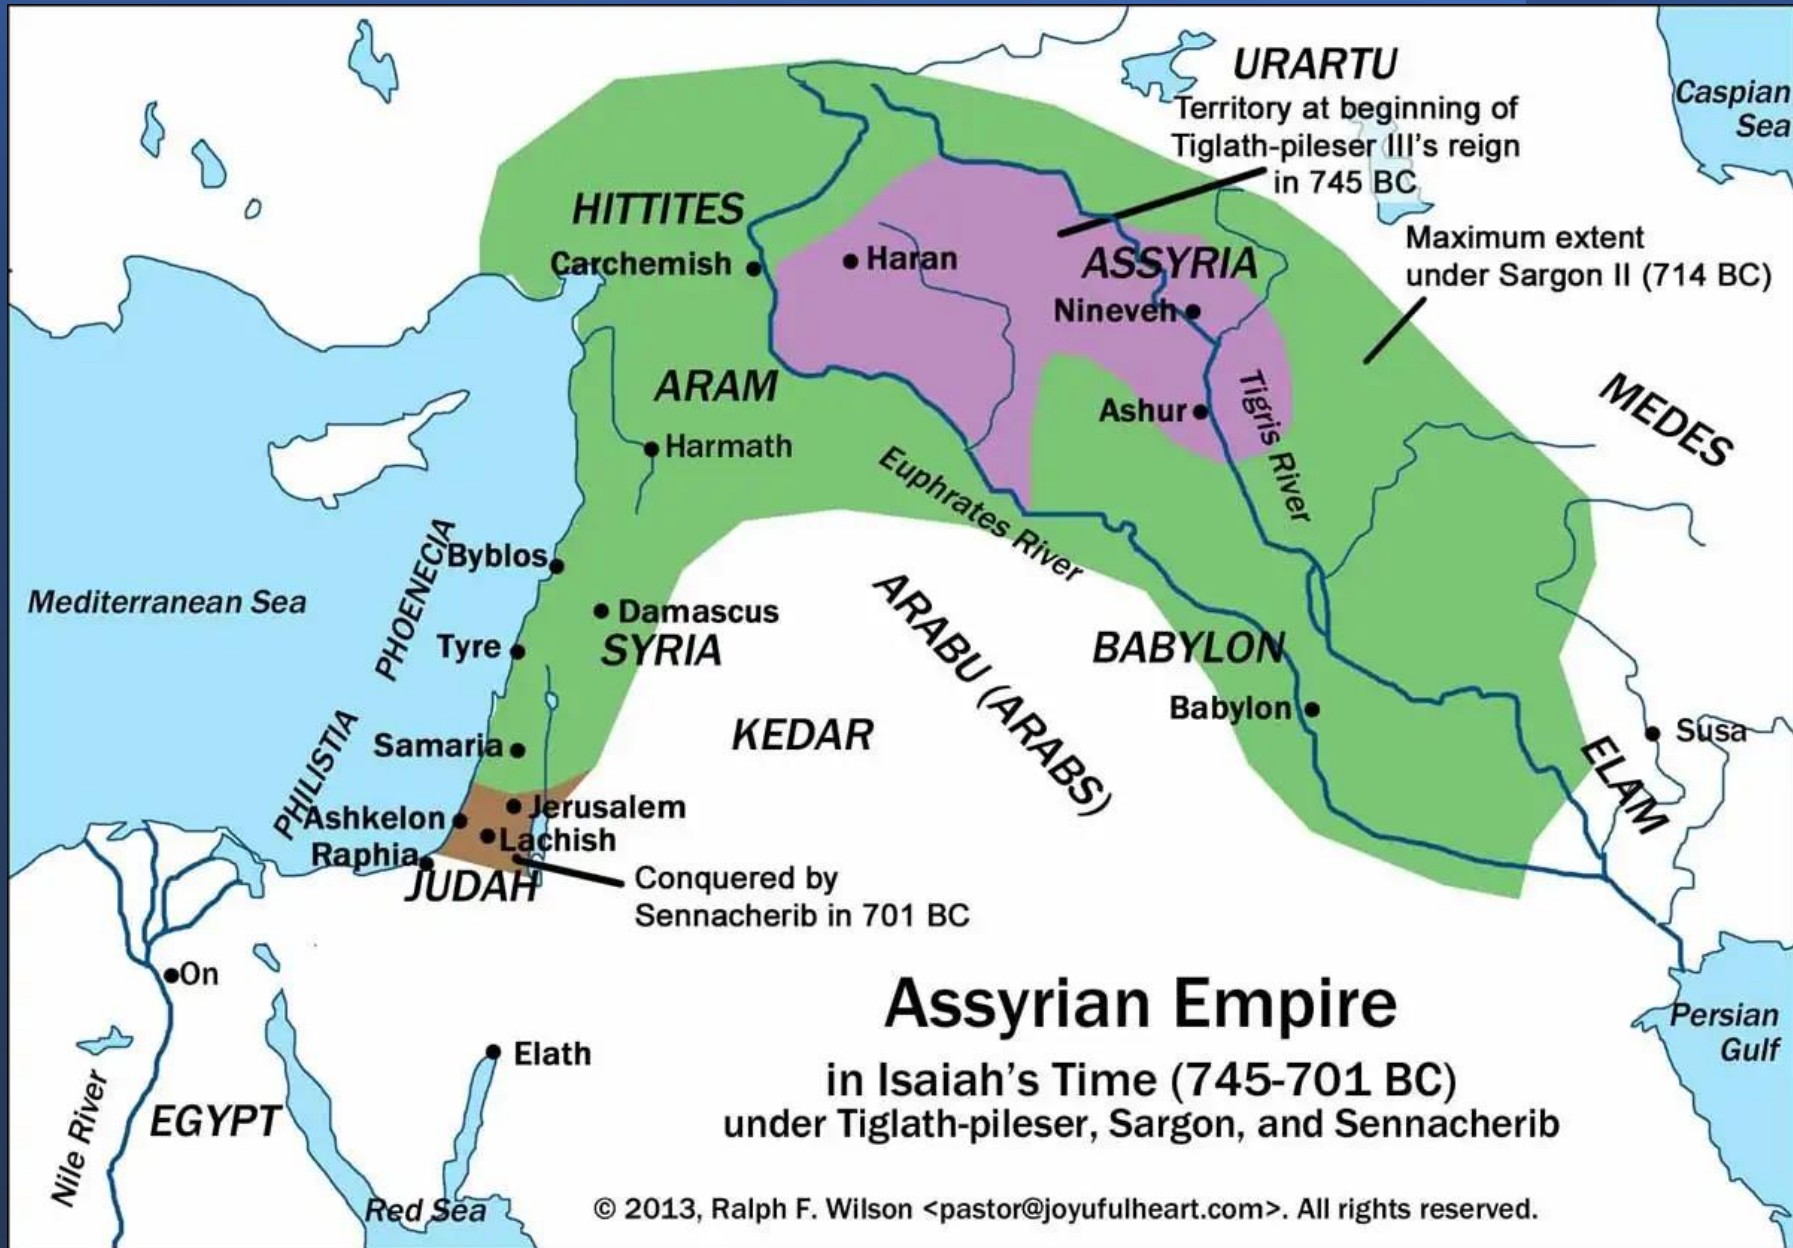 URARTU
Territory at beginning of
Tiglath-pileser III's reign
in 745 BC
Caspian
Sea
HITTITES
Carchemish
Haran
ASSYRIA
Nineveh
Maximum extent
under Sargon II (714 BC)
ARAM
Harmath
Ashur
Tigris River
MEDES
Euphrates River
PHOENECIA
Byblos
Mediterranean Sea
Damascus
Tyre
SYRIA
ARABU (ARABS)
BABYLON
Babylon
KEDAR
Samaria
PHILISTIA
Susa
ELAM
Ashkelon
Jerusalem
Lachish
Raphia
JUDAH
Conquered by
Sennacherib in 701 BC
On
Assyrian Empire
in Isaiah's Time (745-701 BC)
under Tiglath-pileser, Sargon, and Sennacherib
Persian
Gulf
Elath
EGYPT
Nile River
Red Sea
© 2013, Ralph F. Wilson <pastor@joyufulheart.com>. All rights reserved.